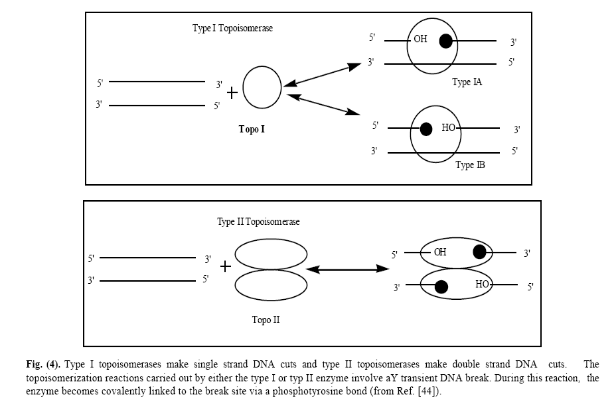 Type I Topoisomerase
5' OH 3'
3' 5'
Type IA
5' 3'
3' 5'
+
Topo I
5' HO 3'
3' 5'
Type IB
Type II Topoisomerase
5' 3'
3' 5'
+
Topo II
5' OH 3'
3' HO 5'
Fig. (4). Type I topoisomerases make single strand DNA cuts and type II topoisomerases make double strand DNA cuts. The
topoisomerization reactions carried out by either the type I or typ II enzyme involve aY transient DNA break. During this reaction, the
enzyme becomes covalently linked to the break site via a phosphotyrosine bond (from Ref. [44]).